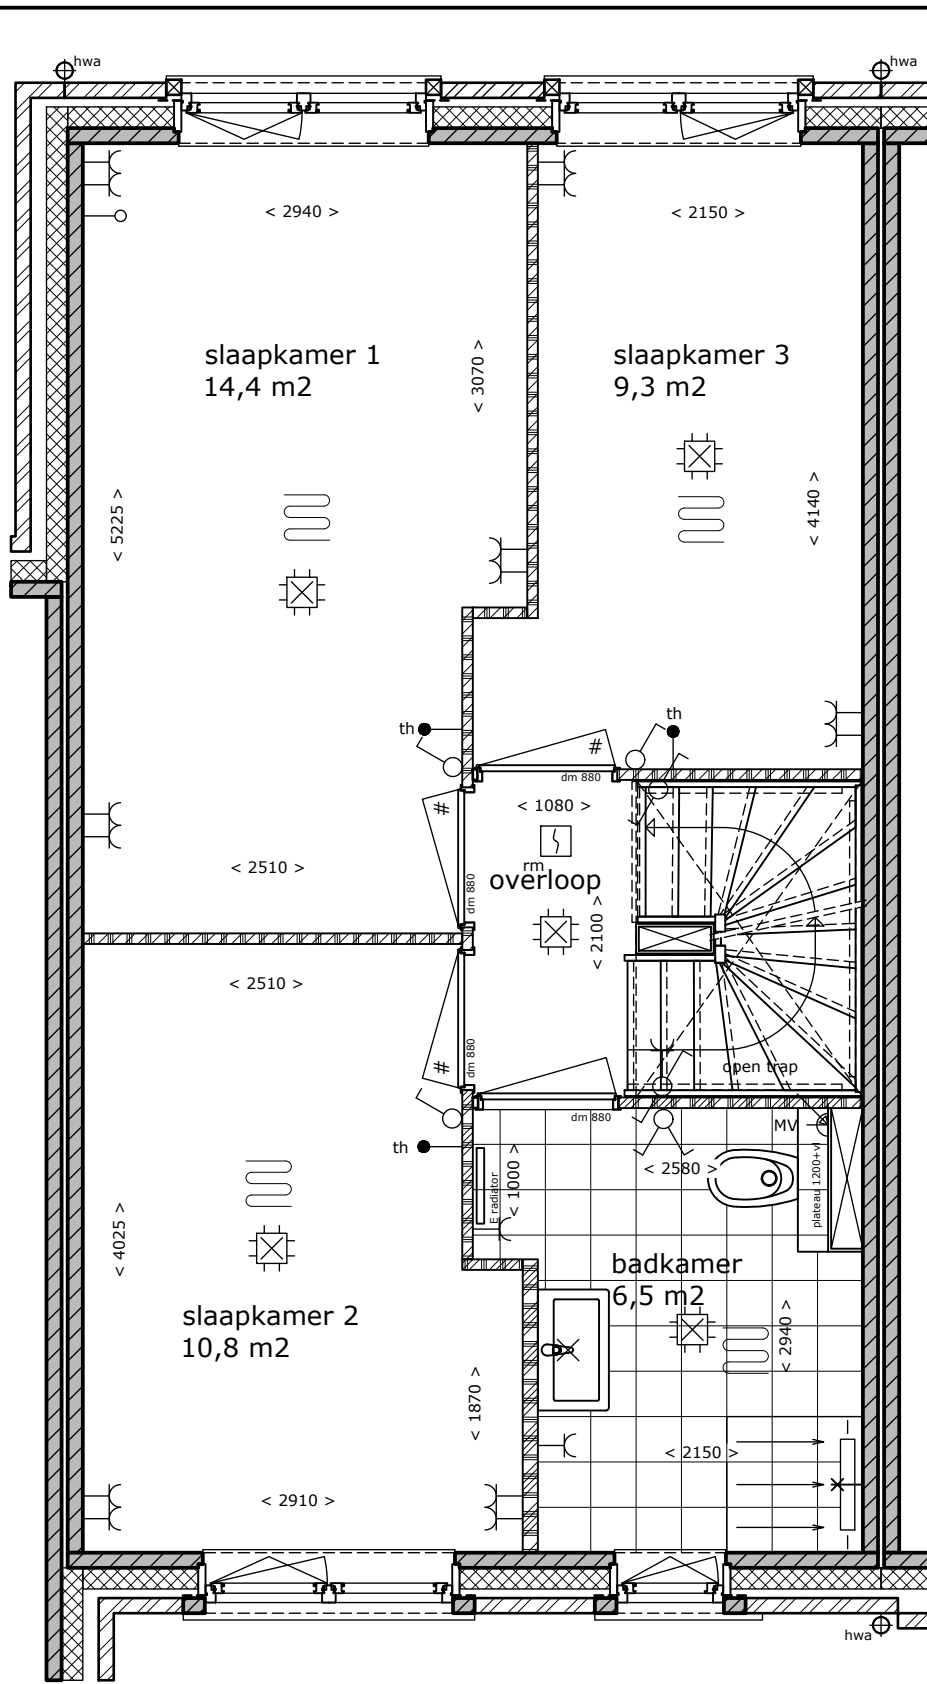 hwa
hwa
< 2940 >
< 2150 >
slaapkamer 1
14,4 m2
< 3070 >
slaapkamer 3
9,3 m2
< 5225 >
< 4140 >
th
th
#
dm 880
#
< 1080 >
rm
overloop
< 2510 >
dm 880
< 2100 >
< 2510 >
dm 880
#
open trap
dm 880
MV
th
< 1000 >
E radiator
< 2580 >
plateau 1200+vl
< 4025 >
badkamer
6,5 m2
slaapkamer 2
10,8 m2
< 2940 >
< 1870 >
< 2150 >
< 2910 >
hwa